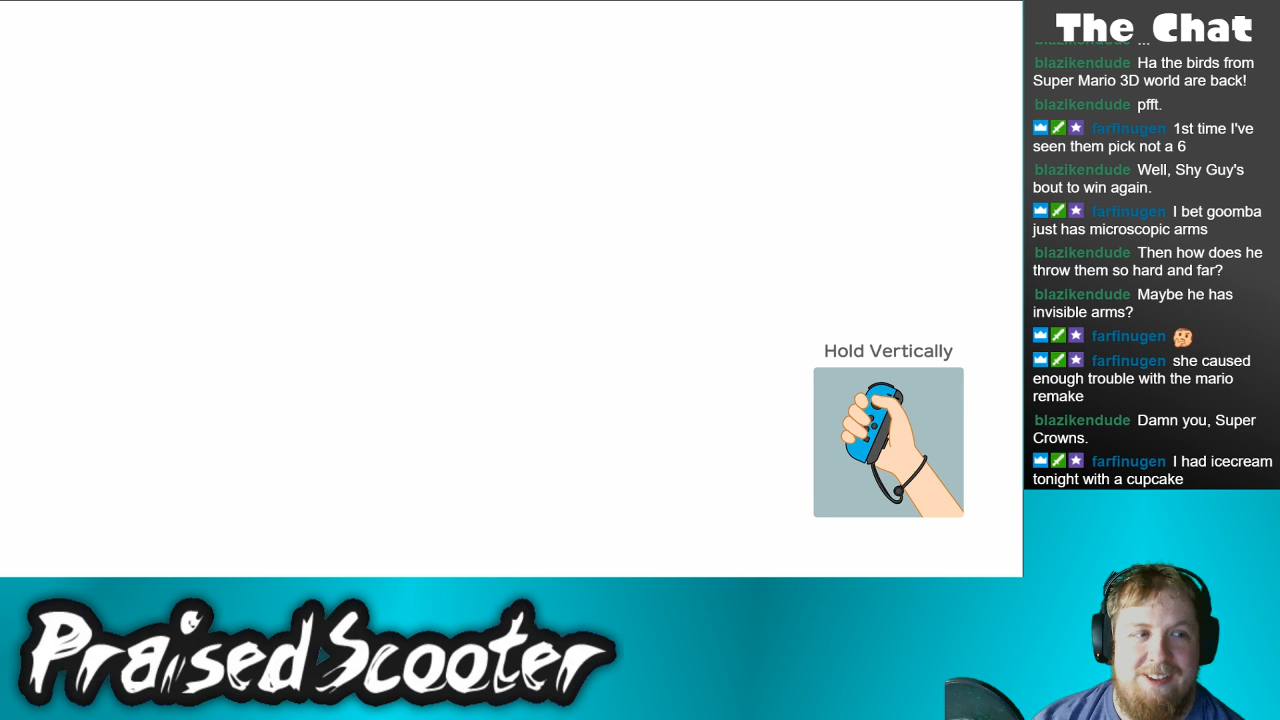 The Chat
blazikendude ...
blazikendude Ha the birds from
Super Mario 3D world are back!
blazikendude pfft.
farfinugen 1st time I've
seen them pick not a 6
blazikendude Well, Shy Guy's
bout to win again.
farfinugen I bet goomba
just has microscopic arms
blazikendude Then how does he
throw them so hard and far?
blazikendude Maybe he has
invisible arms?
farfinugen
farfinugen she caused
enough trouble with the mario
remake
blazikendude Damn you, Super
Crowns.
farfinugen I had icecream
tonight with a cupcake
Hold Vertically
PraisedScooter